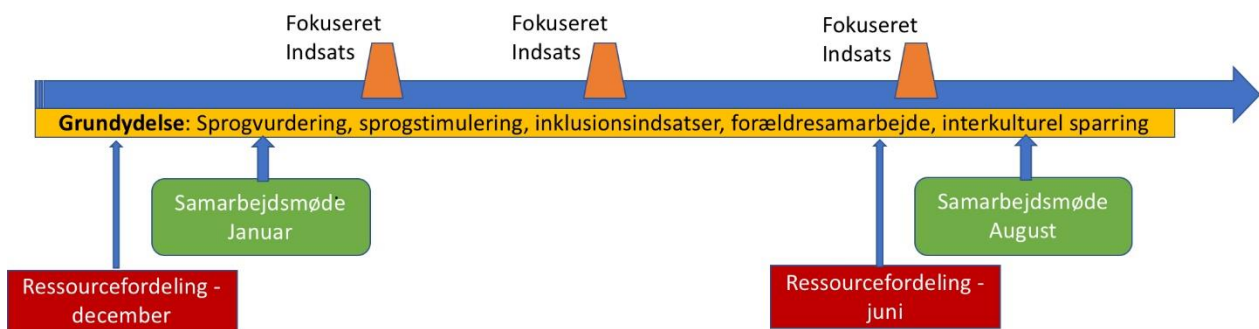 Fokuseret
Indsats
Fokuseret
Indsats
Fokuseret
Indsats
Grundydelse: Sprogvurdering, sprogstimulering, inklusionsindsatser, forældresamarbejde, interkulturel sparring
Samarbejdsmøde
Januar
Samarbejdsmøde
August
Ressourcefordeling -
december
Ressourcefordeling -
juni